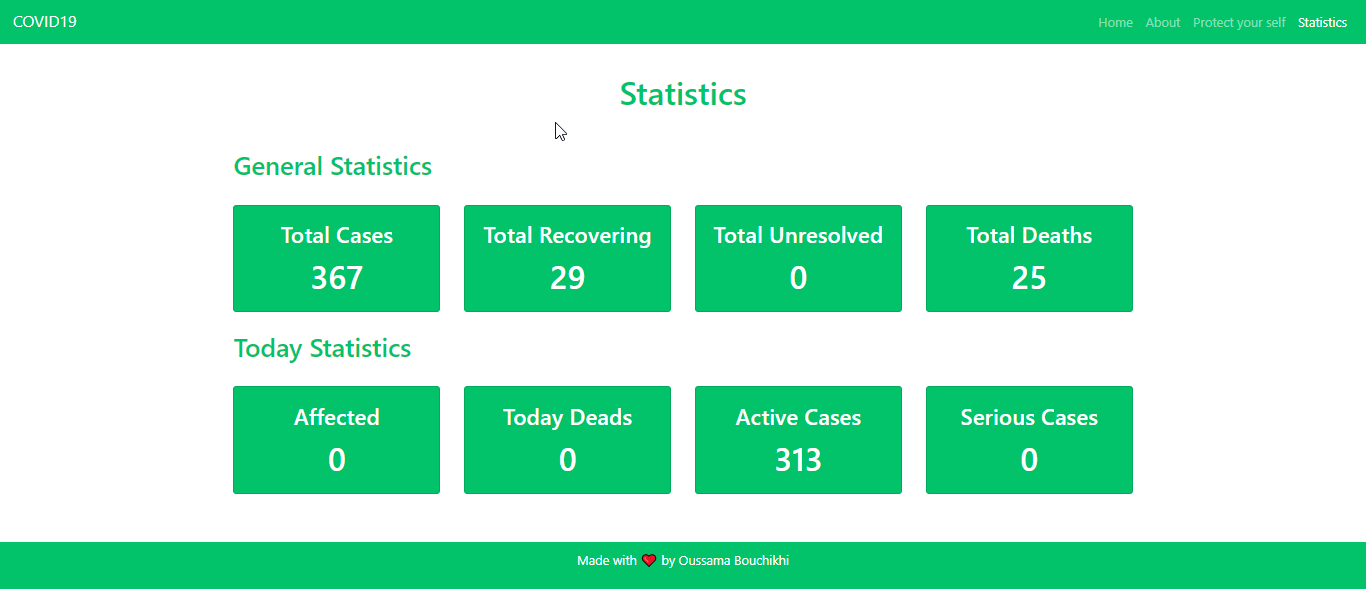 COVID19
Home About Protect your self Statistics
Statistics
General Statistics
Total Cases Total Recovering Total Unresolved Total Deaths
367 29 0 25
Today Statistics
Affected Today Deads Active Cases Serious Cases
0 0 313 0
Made with ❤️ by Oussama Bouchikhi